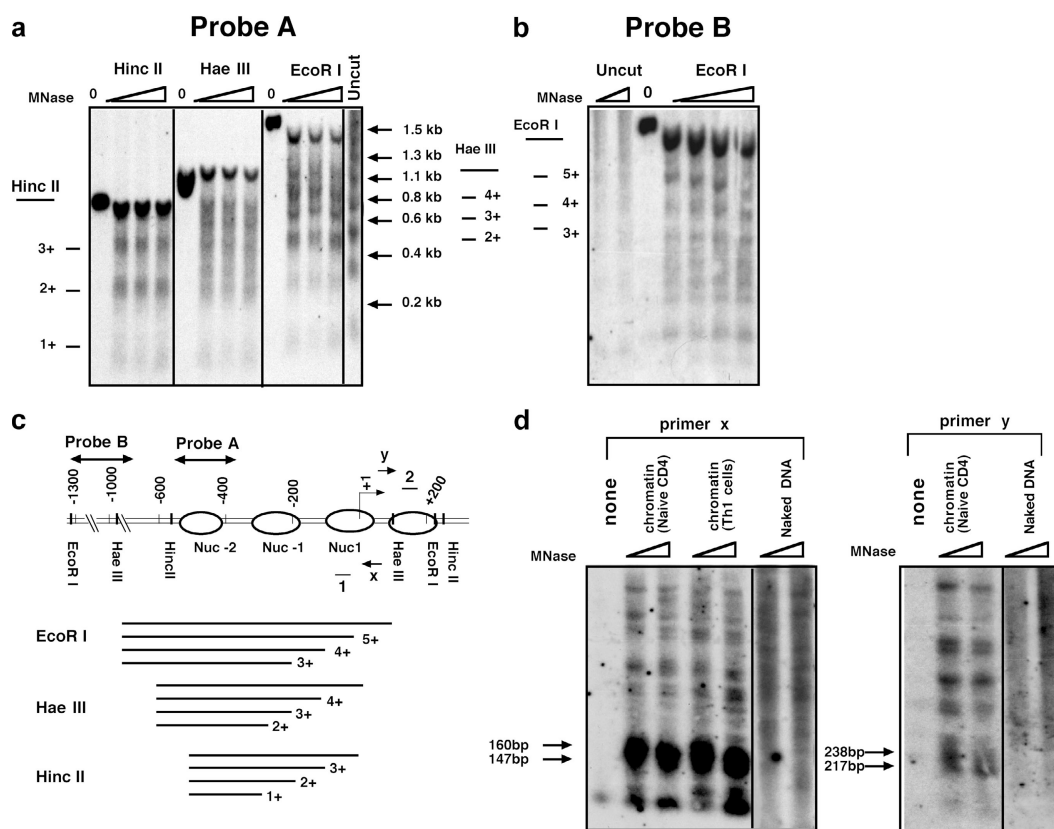 a
Probe A
Hinc II Hae III EcoR I Uncut
MNase 0 0 0
Hinc II
3+
2+
1+
1.5 kb
1.3 kb
1.1 kb
0.8 kb
0.6 kb
0.4 kb
0.2 kb
Hae III
4+
3+
2+
b
Probe B
Uncut EcoR I
MNase 0
EcoR I
5+
4+
3+
c
Probe B Probe A
-1300 -1000 -600 -400 -200 +1 y 2 +200
Nuc -2 Nuc -1 Nuc1
EcoR I Hae III HincII 1 x Hae III EcoR I Hinc II
EcoR I
5+
4+
3+
Hae III
4+
3+
2+
Hinc II
3+
2+
1+
d
primer x
none chromatin (Naive CD4) chromatin (Th1 cells) Naked DNA
MNase
160bp
147bp
primer y
none chromatin (Naive CD4) Naked DNA
MNase
238bp
217bp